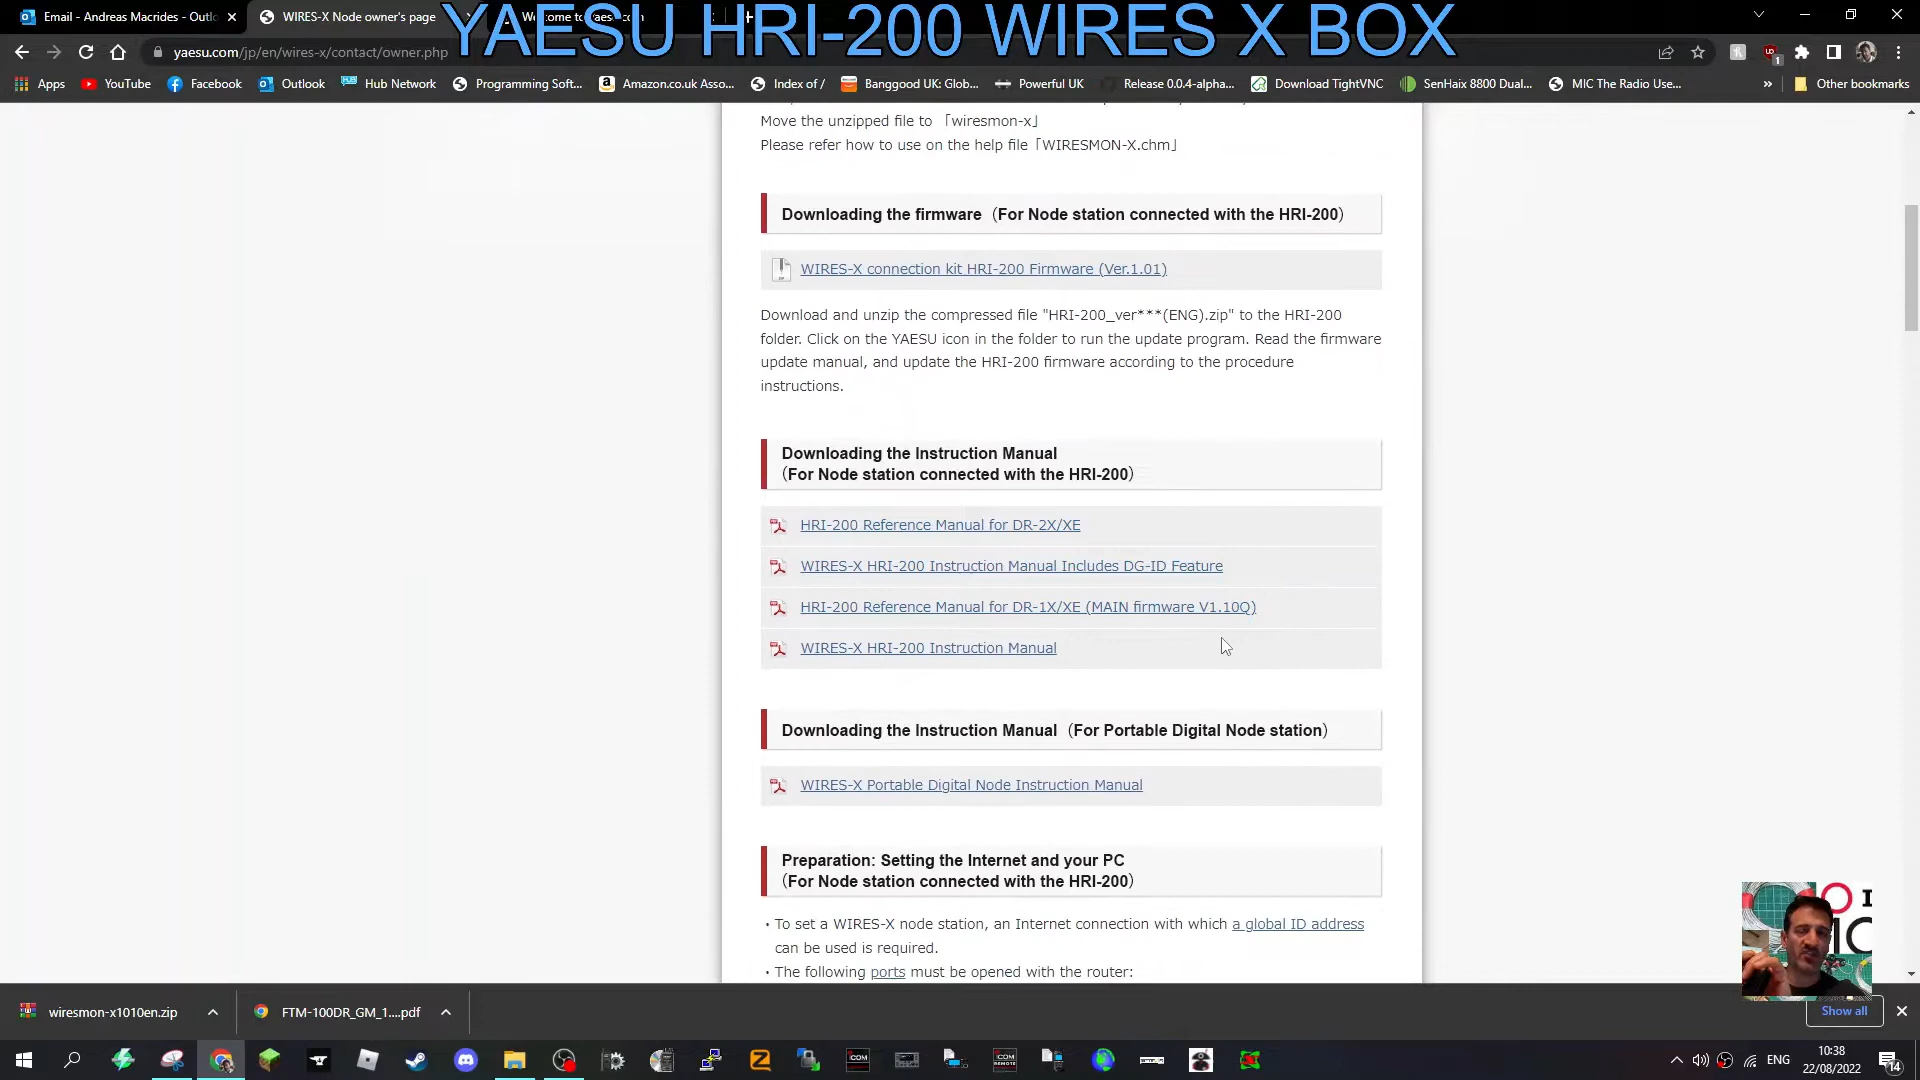 YAESU HRI-200 WIRES X BOX
Email - Andreas Macrides - Outlo
WIRES-X Node owner's page
yaesu.com/jp/en/wires-x/contact/owner.php
Apps
YouTube
Facebook
Outlook
Hub Network
Programming Soft...
Amazon.co.uk Asso...
Index of /
Banggood UK: Glob...
Powerful UK
Release 0.0.4-alpha...
Download TightVNC
SenHaix 8800 Dual...
MIC The Radio Use...
»
Other bookmarks
Move the unzipped file to 「wiresmon-x」
Please refer how to use on the help file「WIRESMON-X.chm」
Downloading the firmware（For Node station connected with the HRI-200）
WIRES-X connection kit HRI-200 Firmware (Ver.1.01)
Download and unzip the compressed file "HRI-200_ver***(ENG).zip" to the HRI-200
folder. Click on the YAESU icon in the folder to run the update program. Read the firmware
update manual, and update the HRI-200 firmware according to the procedure
instructions.
Downloading the Instruction Manual
（For Node station connected with the HRI-200）
HRI-200 Reference Manual for DR-2X/XE
WIRES-X HRI-200 Instruction Manual Includes DG-ID Feature
HRI-200 Reference Manual for DR-1X/XE (MAIN firmware V1.10Q)
WIRES-X HRI-200 Instruction Manual
Downloading the Instruction Manual（For Portable Digital Node station）
WIRES-X Portable Digital Node Instruction Manual
Preparation: Setting the Internet and your PC
（For Node station connected with the HRI-200）
・To set a WIRES-X node station, an Internet connection with which a global ID address
can be used is required.
・The following ports must be opened with the router:
wiresmon-x1010en.zip
FTM-100DR_GM_1....pdf
Show all
ENG
10:38
22/08/2022
14